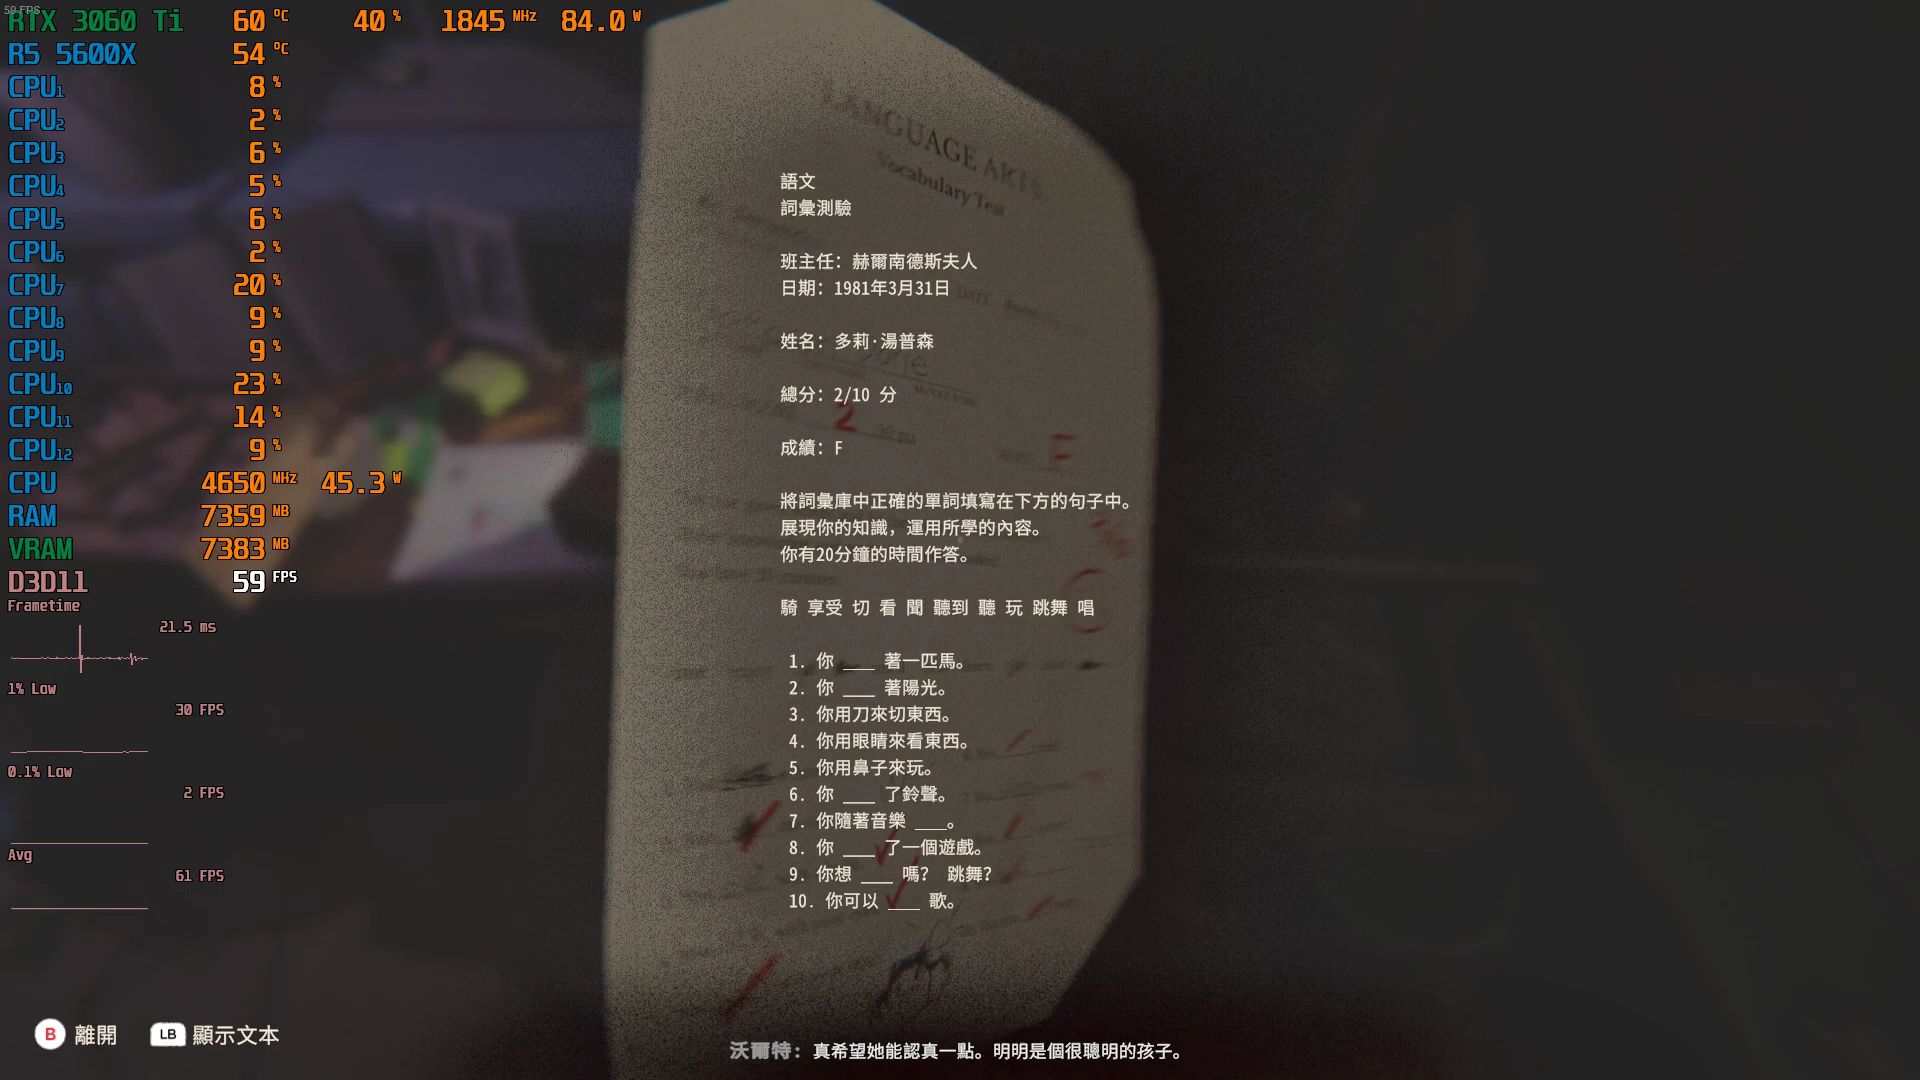 59 FPS
RTX 3060 Ti 60 °C 40 % 1845 MHz 84.0 W
R5 5600X 54 °C
CPU1 8 %
CPU2 2 %
CPU3 6 %
CPU4 5 %
CPU5 6 %
CPU6 2 %
CPU7 20 %
CPU8 9 %
CPU9 9 %
CPU10 23 %
CPU11 14 %
CPU12 9 %
CPU 4650 MHz 45.3 W
RAM 7359 MB
VRAM 7383 MB
D3D11 59 FPS
Frametime
21.5 ms
1% Low
30 FPS
0.1% Low
2 FPS
Avg
61 FPS
LANGUAGE ARTS
Vocabulary Test
語文
詞彙測驗
班主任：赫爾南德斯夫人
日期：1981年3月31日
DATE
姓名：多莉·湯普森
總分：2/10 分
2
成績：F
F
將詞彙庫中正確的單詞填寫在下方的句子中。
展現你的知識，運用所學的內容。
你有20分鐘的時間作答。
騎 享受 切 看 聞 聽到 聽 玩 跳舞 唱
1. 你 ___ 著一匹馬。
2. 你 ___ 著陽光。
3. 你用刀來切東西。
4. 你用眼睛來看東西。
5. 你用鼻子來玩。
6. 你 ___ 了鈴聲。
7. 你隨著音樂 ___。
8. 你 ___ 了一個遊戲。
9. 你想 ___ 嗎？ 跳舞？
10. 你可以 ___ 歌。
B 離開 LB 顯示文本
沃爾特：真希望她能認真一點。明明是個很聰明的孩子。